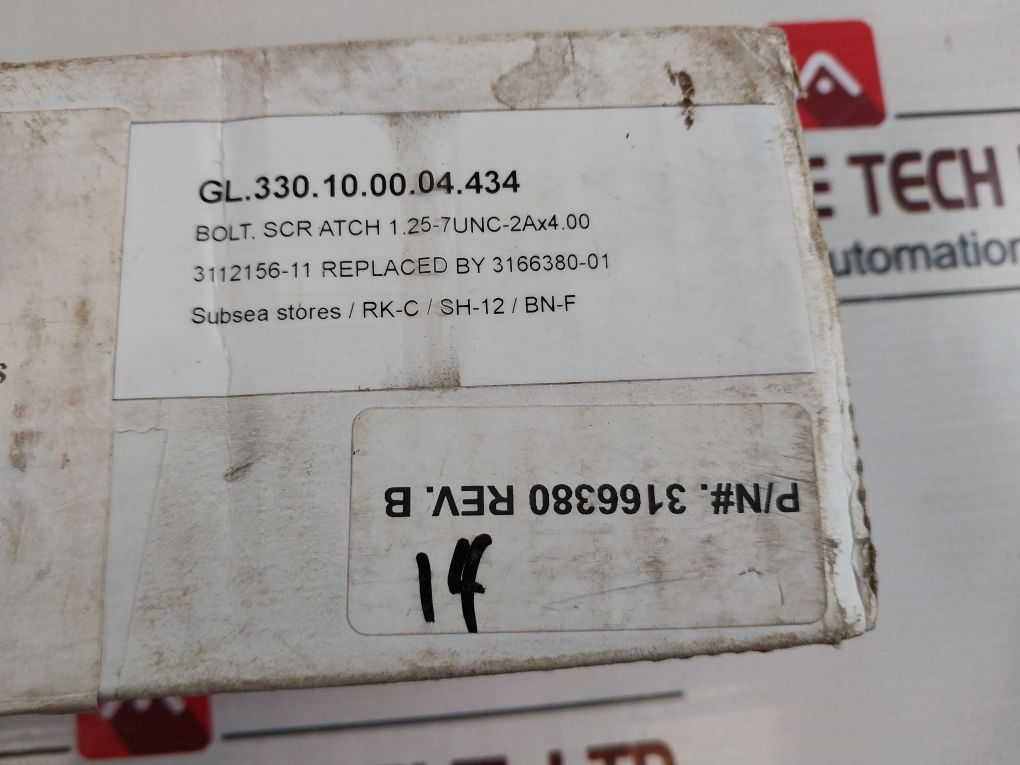 GL.330.10.00.04.434
BOLT. SCR ATCH 1.25-7UNC-2Ax4.00
3112156-11 REPLACED BY 3166380-01
Subsea stores / RK-C / SH-12 / BN-F
P/N#. 3166380 REV. B
14
E TECH
utomation
LTD